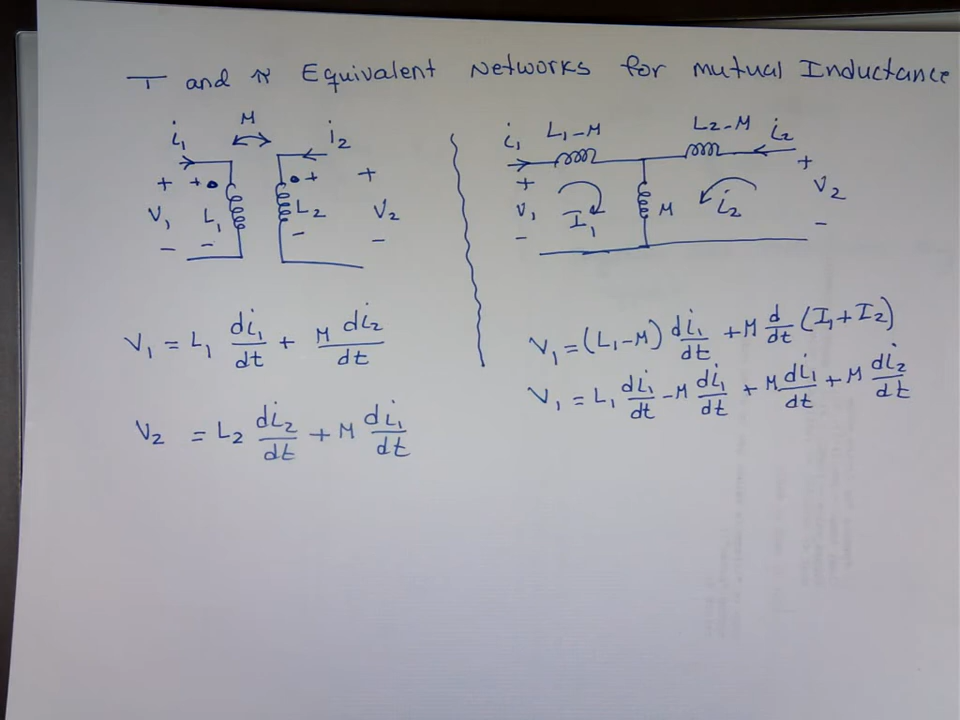 T and π Equivalent Networks for mutual Inductance
M
i₁ i₂
+ + + +
V₁ L₁ L₂ V₂
- - - -
V₁ = L₁ di₁/dt + M di₂/dt
V₂ = L₂ di₂/dt + M di₁/dt
i₁ L₁-M L₂-M i₂
+ +
V₁ I₁ M i₂ V₂
- -
V₁ = (L₁-M) di₁/dt + M d/dt (I₁ + I₂)
V₁ = L₁ di₁/dt - M di₁/dt + M di₁/dt + M di₂/dt